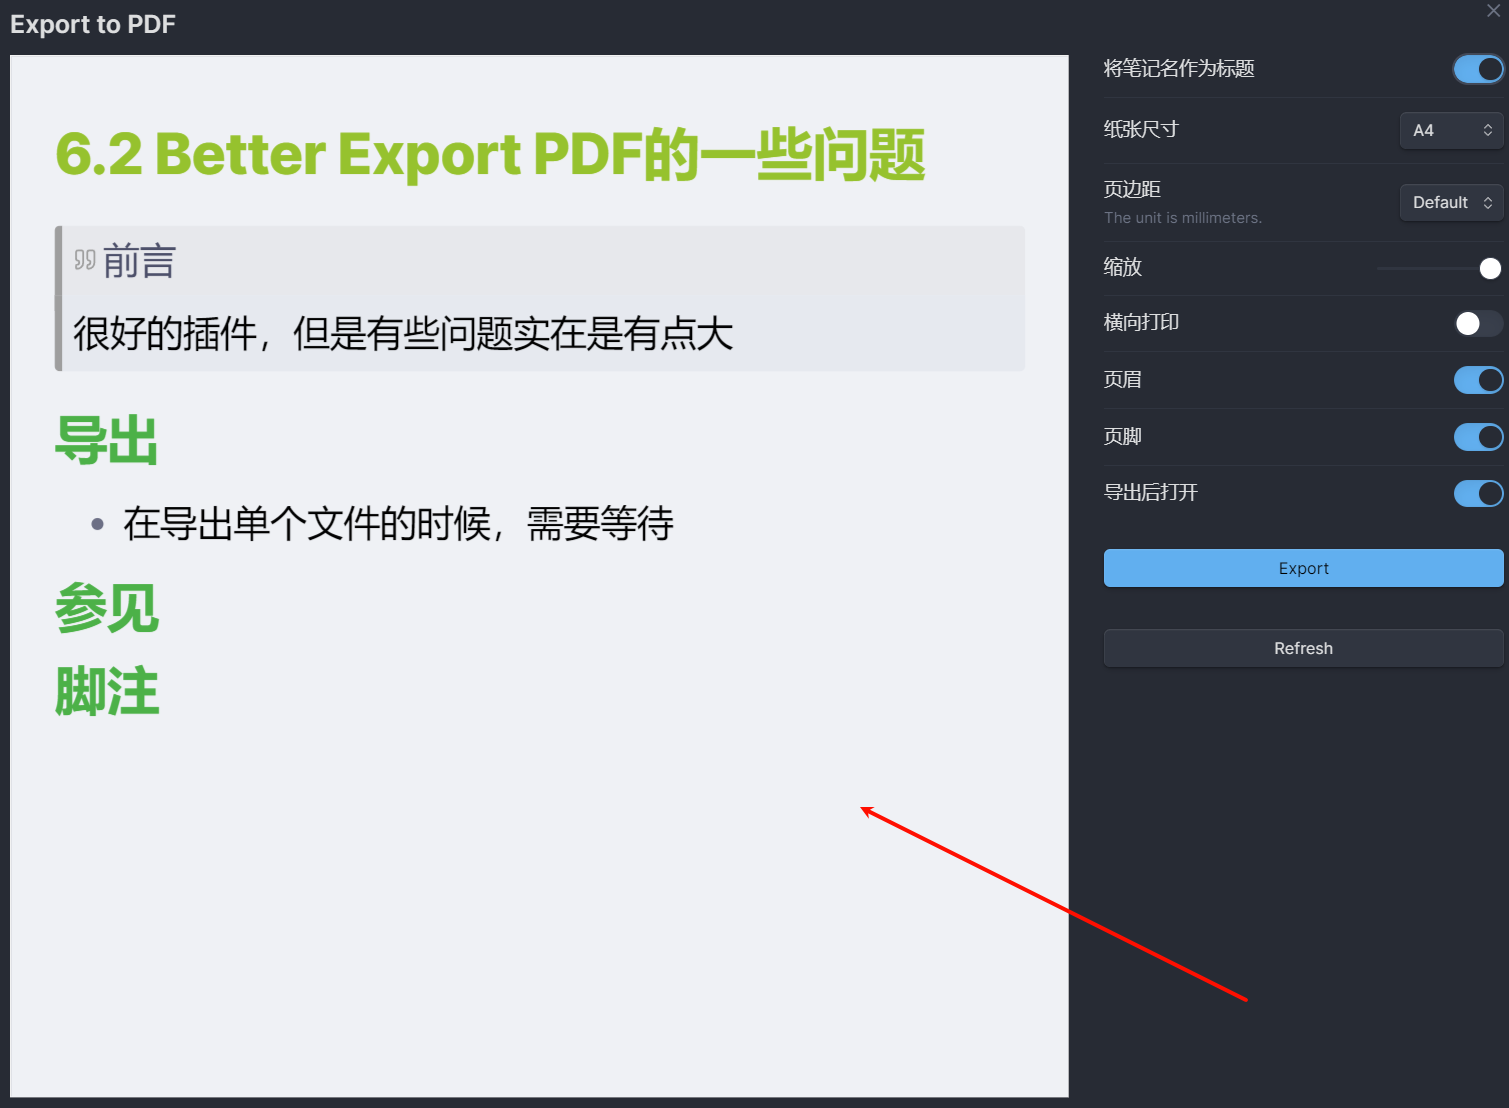 Export to PDF
6.2 Better Export PDF的一些问题
前言
很好的插件，但是有些问题实在是有点大
导出
在导出单个文件的时候，需要等待
参见
脚注
将笔记名作为标题
纸张尺寸
A4
页边距
The unit is millimeters.
Default
缩放
横向打印
页眉
页脚
导出后打开
Export
Refresh